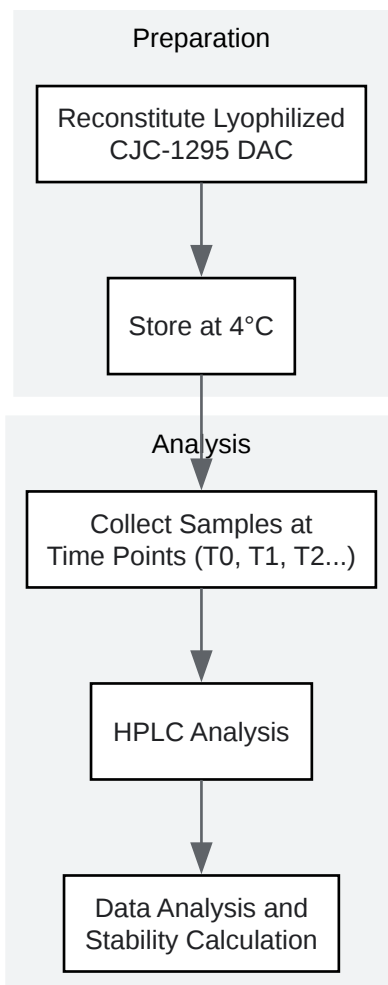 Preparation
Reconstitute Lyophilized
CJC-1295 DAC
Store at 4°C
Analysis
Collect Samples at
Time Points (T0, T1, T2...)
HPLC Analysis
Data Analysis and
Stability Calculation